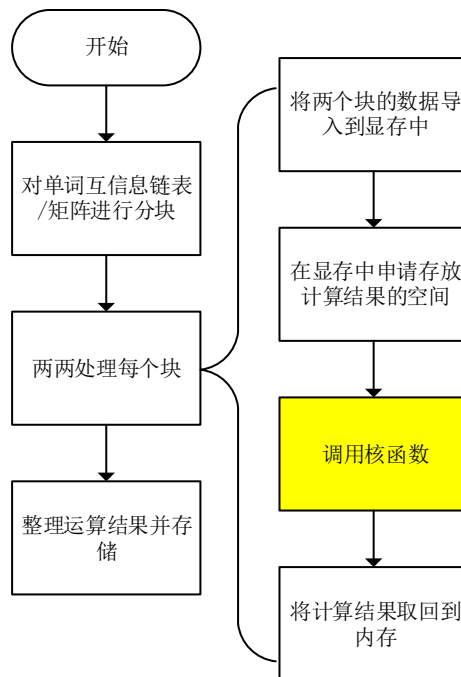 开始
对单词互信息链表
/矩阵进行分块
两两处理每个块
整理运算结果并存
储
将两个块的数据导
入到显存中
在显存中申请存放
计算结果的空间
调用核函数
将计算结果取回到
内存